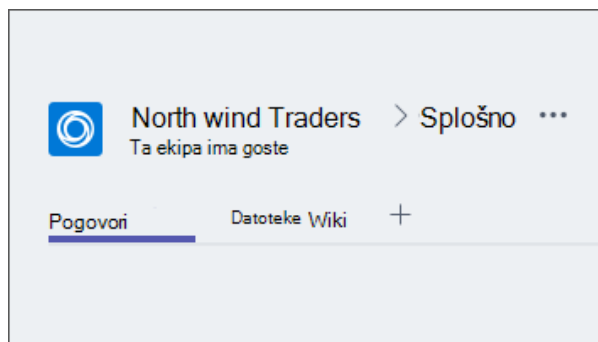 North wind Traders > Splošno ...
Ta ekipa ima goste
Pogovori Datoteke Wiki +